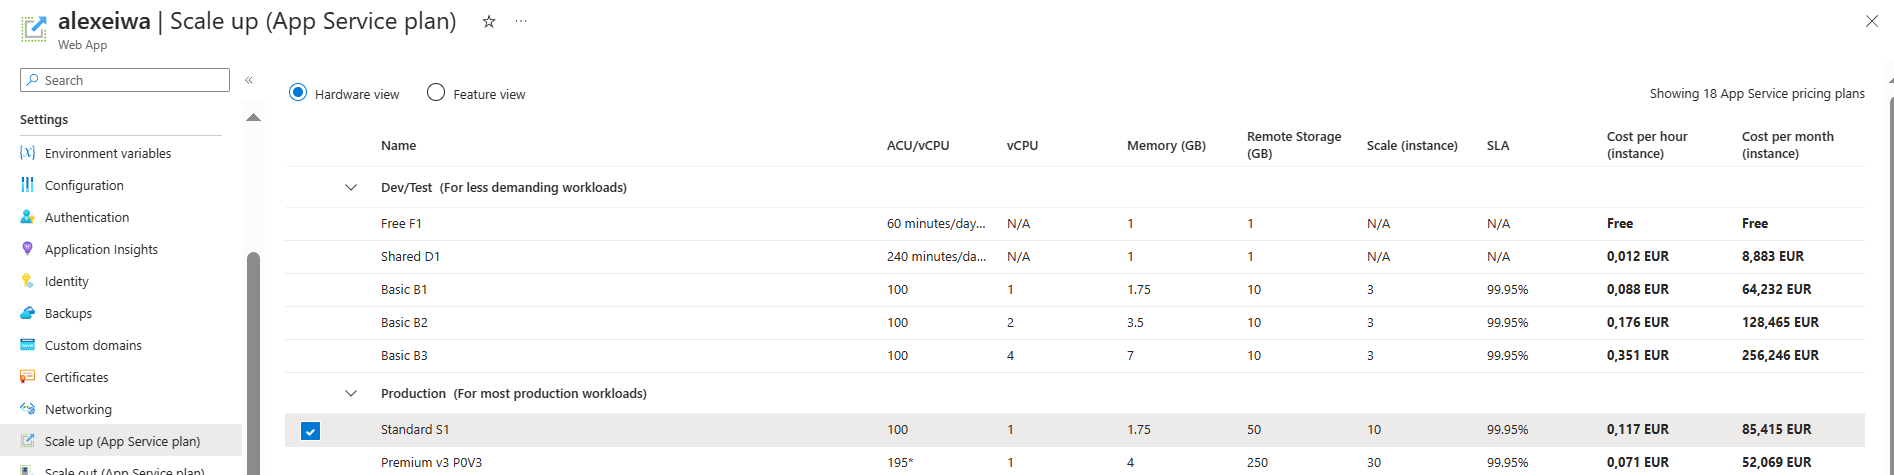 alexeiwa | Scale up (App Service plan)
Web App
Search
Hardware view Feature view
Showing 18 App Service pricing plans
Settings
Environment variables
Configuration
Authentication
Application Insights
Identity
Backups
Custom domains
Certificates
Networking
Scale up (App Service plan)
Scale out (App Service plan)
Name ACU/vCPU vCPU Memory (GB) Remote Storage (GB) Scale (instance) SLA Cost per hour (instance) Cost per month (instance)
Dev/Test (For less demanding workloads)
Free F1 60 minutes/day... N/A 1 1 N/A N/A Free Free
Shared D1 240 minutes/da... N/A 1 1 N/A N/A 0,012 EUR 8,883 EUR
Basic B1 100 1 1.75 10 3 99.95% 0,088 EUR 64,232 EUR
Basic B2 100 2 3.5 10 3 99.95% 0,176 EUR 128,465 EUR
Basic B3 100 4 7 10 3 99.95% 0,351 EUR 256,246 EUR
Production (For most production workloads)
Standard S1 100 1 1.75 50 10 99.95% 0,117 EUR 85,415 EUR
Premium v3 P0V3 195* 1 4 250 30 99.95% 0,071 EUR 52,069 EUR